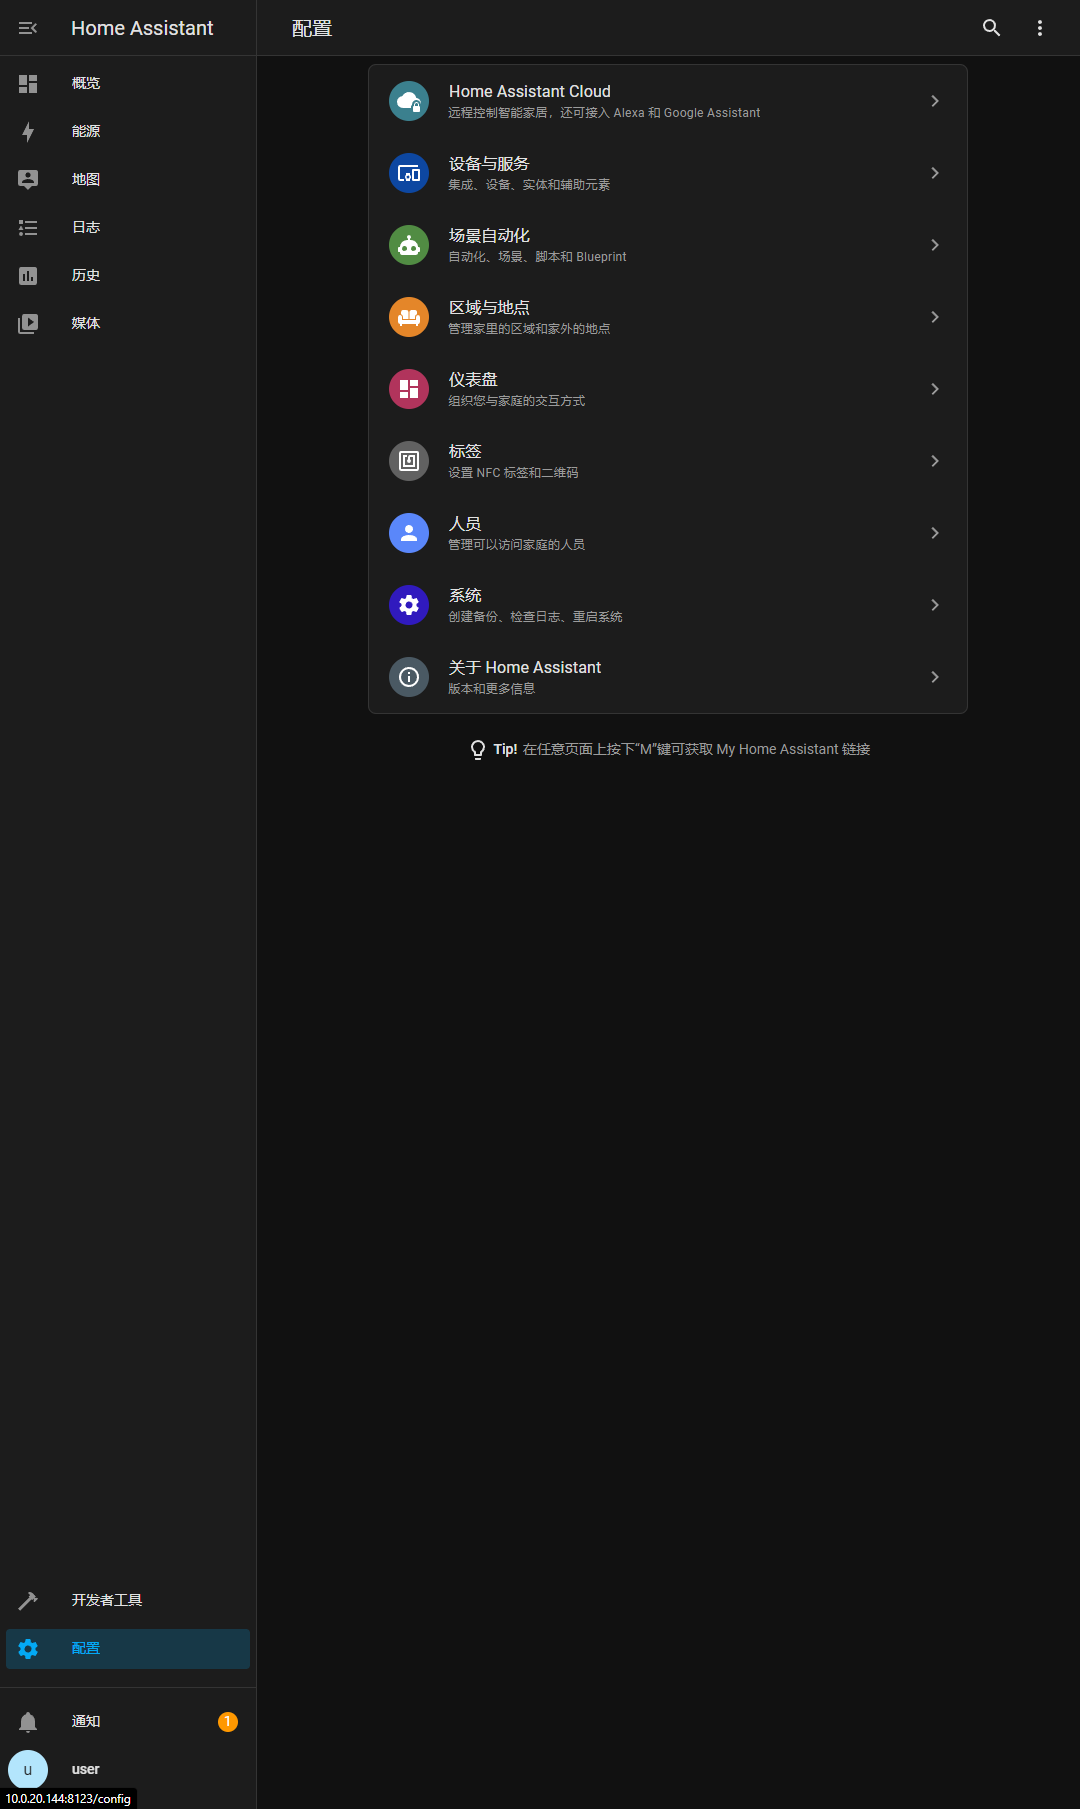 Home Assistant
配置
概览
能源
地图
日志
历史
媒体
Home Assistant Cloud
远程控制智能家居，还可接入 Alexa 和 Google Assistant
设备与服务
集成、设备、实体和辅助元素
场景自动化
自动化、场景、脚本和 Blueprint
区域与地点
管理家里的区域和家外的地点
仪表盘
组织您与家庭的交互方式
标签
设置 NFC 标签和二维码
人员
管理可以访问家庭的人员
系统
创建备份、检查日志、重启系统
关于 Home Assistant
版本和更多信息
Tip! 在任意页面上按下“M”键可获取 My Home Assistant 链接
开发者工具
配置
通知 1
u user
10.0.20.144:8123/config